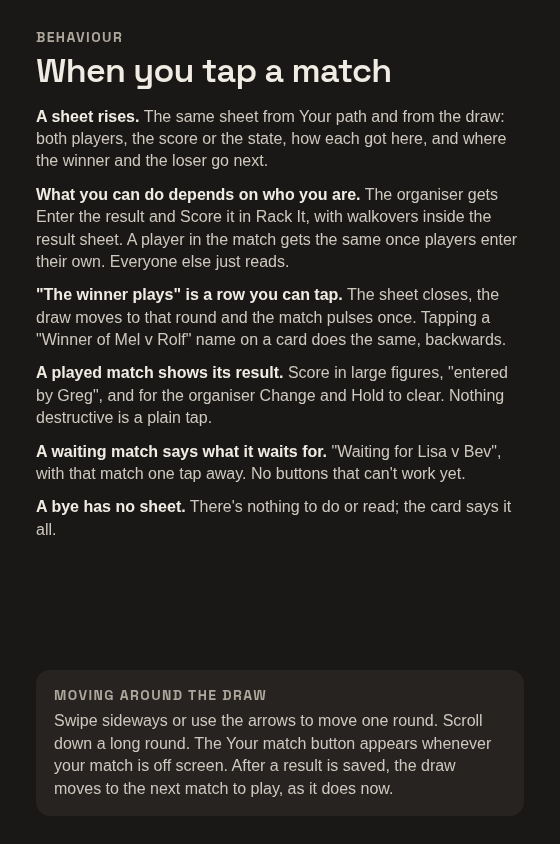 BEHAVIOUR
When you tap a match
A sheet rises. The same sheet from Your path and from the draw:
both players, the score or the state, how each got here, and where
the winner and the loser go next.
What you can do depends on who you are. The organiser gets
Enter the result and Score it in Rack It, with walkovers inside the
result sheet. A player in the match gets the same once players enter
their own. Everyone else just reads.
"The winner plays" is a row you can tap. The sheet closes, the
draw moves to that round and the match pulses once. Tapping a
"Winner of Mel v Rolf" name on a card does the same, backwards.
A played match shows its result. Score in large figures, "entered
by Greg", and for the organiser Change and Hold to clear. Nothing
destructive is a plain tap.
A waiting match says what it waits for. "Waiting for Lisa v Bev",
with that match one tap away. No buttons that can't work yet.
A bye has no sheet. There's nothing to do or read; the card says it
all.
MOVING AROUND THE DRAW
Swipe sideways or use the arrows to move one round. Scroll
down a long round. The Your match button appears whenever
your match is off screen. After a result is saved, the draw
moves to the next match to play, as it does now.